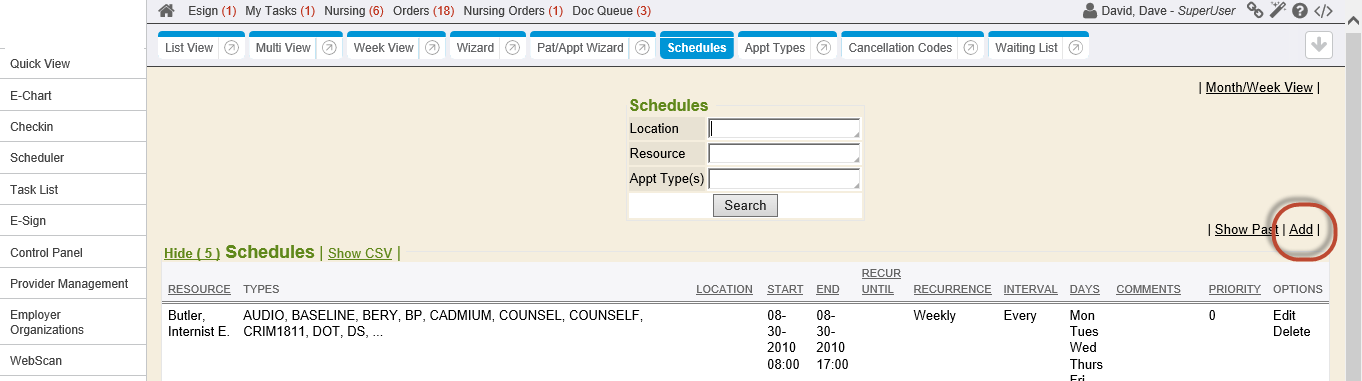 Esign (1) My Tasks (1) Nursing (6) Orders (18) Nursing Orders (1) Doc Queue (3)
David, Dave - SuperUser
List View Multi View Week View Wizard Pat/Appt Wizard Schedules Appt Types Cancellation Codes Waiting List
Quick View
E-Chart
Checkin
Scheduler
Task List
E-Sign
Control Panel
Provider Management
Employer
Organizations
WebScan
| Month/Week View |
Schedules
Location
Resource
Appt Type(s)
Search
| Show Past | Add |
Hide ( 5 ) Schedules | Show CSV |
RESOURCE TYPES LOCATION START END RECUR UNTIL RECURRENCE INTERVAL DAYS COMMENTS PRIORITY OPTIONS
Butler, AUDIO, BASELINE, BERY, BP, CADMIUM, COUNSEL, COUNSELF, 08- 08- Weekly Every Mon 0 Edit
Internist E. CRIM1811, DOT, DS, ... 30- 30- Tues Delete
2010 2010 Wed
08:00 17:00 Thurs
Fri